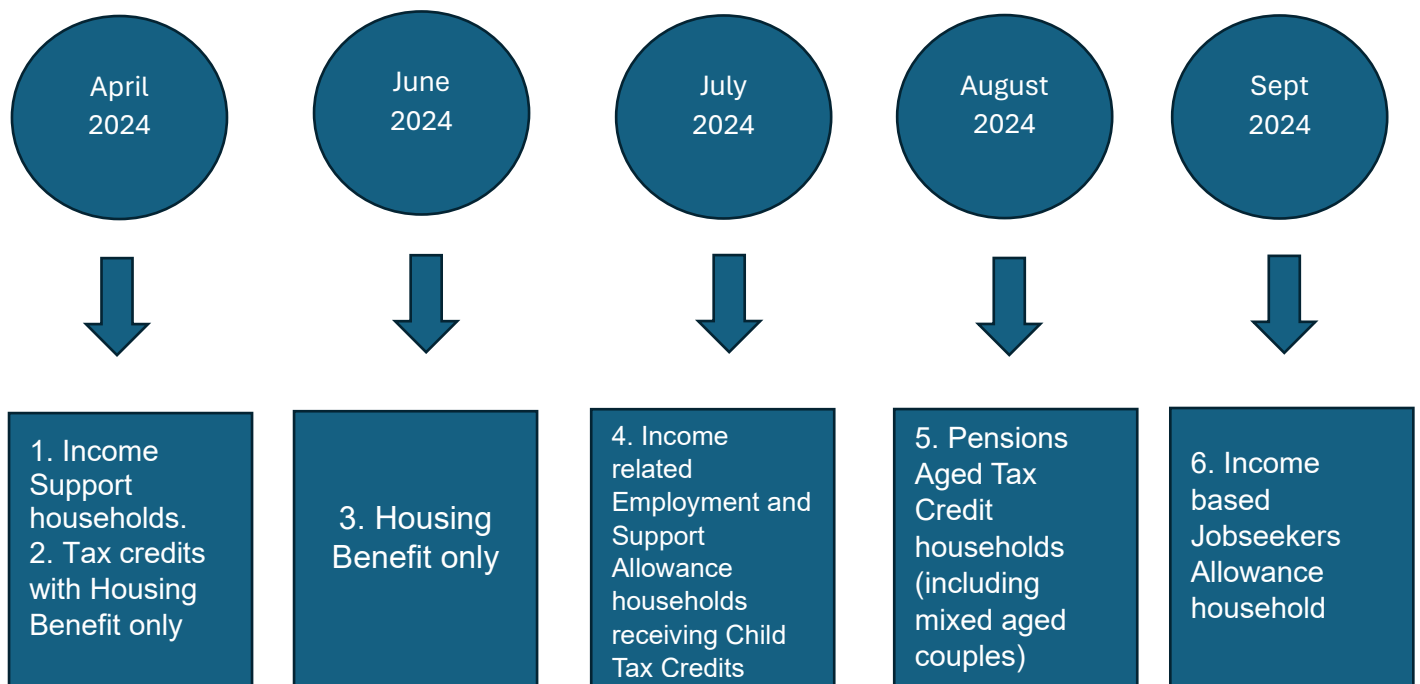 April
2024
June
2024
July
2024
August
2024
Sept
2024
1. Income
Support
households.
2. Tax credits
with Housing
Benefit only
3. Housing
Benefit only
4. Income
related
Employment and
Support
Allowance
households
receiving Child
Tax Credits
5. Pensions
Aged Tax
Credit
households
(including
mixed aged
couples)
6. Income
based
Jobseekers
Allowance
household